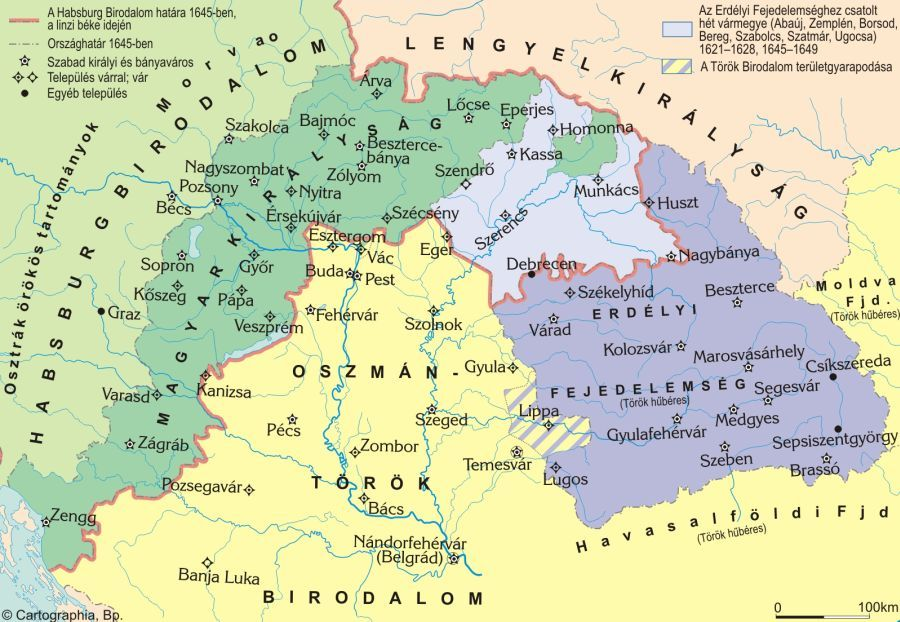 A Habsburg Birodalom határa 1645-ben,
a linzi béke idején
Országhatár 1645-ben
Szabad királyi és bányaváros
Település várral; vár
Egyéb település
Az Erdélyi Fejedelemséghez csatolt
hét vármegye (Abaúj, Zemplén, Borsod,
Bereg, Szabolcs, Szatmár, Ugocsa)
1621–1628, 1645–1649
A Török Birodalom területgyarapodása
Osztrák örökös tartományok
HABSBURG BIRODALOM
Morvao
LENGYELKIRÁLYSÁG
MAGYAR KIRÁLYSÁG
Árva
Lőcse
Eperjes
Szakolca
Bajmóc
Beszterce-
bánya
Homonna
Kassa
Nagyszombat
Zólyom
Szendrő
Munkács
Pozsony
Nyitra
Bécs
Huszt
Érsekújvár
Szécsény
Szerencs
Esztergom
Vác
Eger
Sopron
Győr
Buda
Pest
Debrecen
Nagybánya
Kőszeg
Pápa
Székelyhíd
Beszterce
Moldva
Fjd.
(Török hűbéres)
Graz
Veszprém
Fehérvár
Szolnok
Várad
ERDÉLYI
Kolozsvár
Marosvásárhely
Csíkszereda
Kanizsa
OSZMÁN-
Gyula
FEJEDELEMSÉG
(Török hűbéres)
Segesvár
Varasd
Lippa
Medgyes
Pécs
Szeged
Gyulafehérvár
Sepsiszentgyörgy
Zágráb
Zombor
Temesvár
Szeben
Brassó
Lugos
Pozsegavár
TÖRÖK
Bács
Zengg
Havasalföldi Fjd
(Török hűbéres)
Nándorfehérvár
(Belgrád)
Banja Luka
BIRODALOM
© Cartographia, Bp.
0 100km